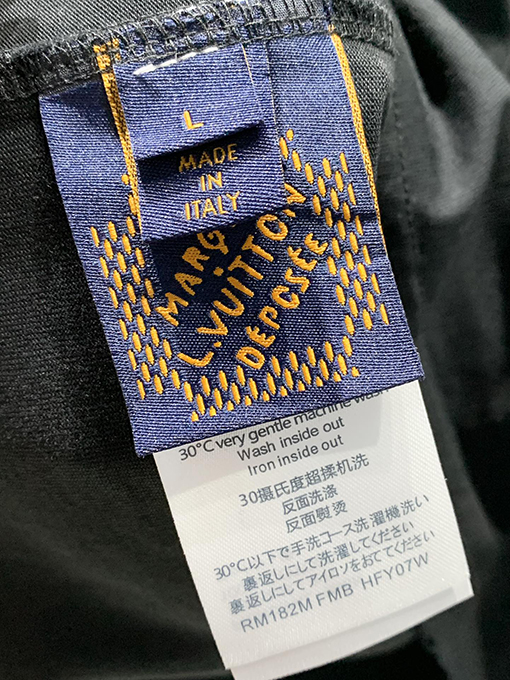 L
MADE
IN
ITALY
L.VUITTON
DEPOSÉE
30°C very gentle machine wash
Wash inside out
Iron inside out
30摄氏度超揉机洗
反面洗涤
反面熨烫
30℃以下で手洗コース洗濯機洗い
裏返しにして洗濯してください
裏返しにしてアイロンをおてください
RM182M FMB HFY07W